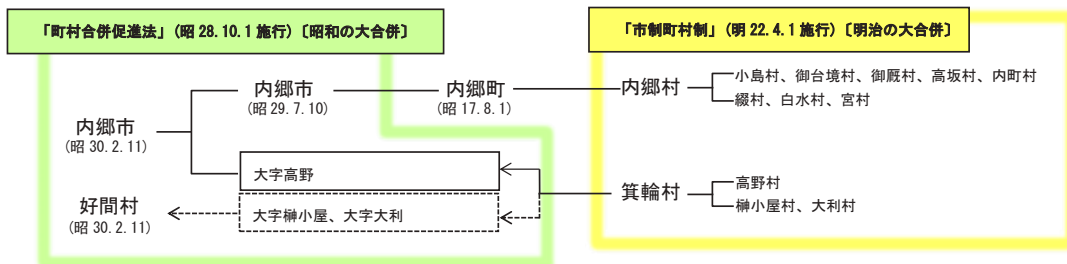 「町村合併促進法」(昭 28.10.1 施行)〔昭和の大合併〕
「市制町村制」(明 22.4.1 施行)〔明治の大合併〕
内郷市
(昭 29.7.10)
内郷町
(昭 17.8.1)
内郷村
小島村、御台境村、御厩村、高坂村、内町村
綴村、白水村、宮村
内郷市
(昭 30.2.11)
大字高野
箕輪村
高野村
榊小屋村、大利村
好間村
(昭 30.2.11)
大字榊小屋、大字大利